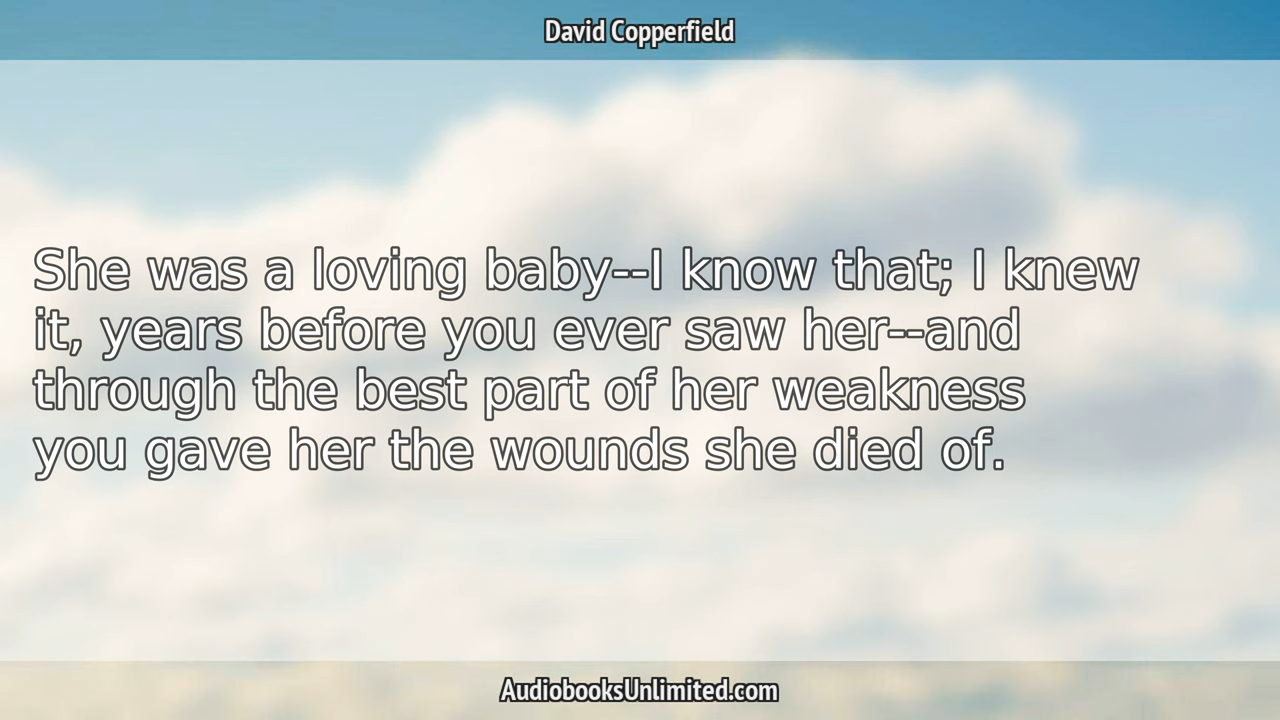 David Copperfield
She was a loving baby--I know that; I knew
it, years before you ever saw her--and
through the best part of her weakness
you gave her the wounds she died of.
AudiobooksUnlimited.com